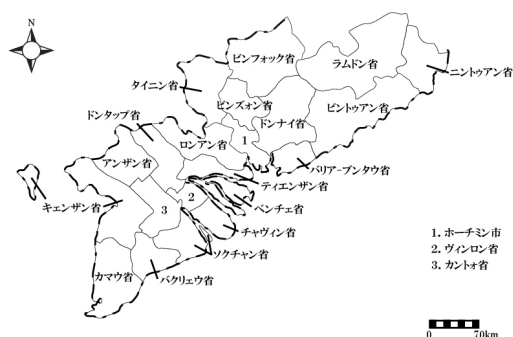 N
ビンフォック省
ラムドン省
タイニン省
ニントゥアン省
ビンズォン省
ビントゥアン省
ドンタップ省
ドンナイ省
ロンアン省
1
アンザン省
バリア-ブンタウ省
ティエンザン省
キェンザン省
2
ベンチェ省
3
チャヴィン省
ソクチャン省
カマウ省
バクリェウ省
1. ホーチミン市
2. ヴィンロン省
3. カントォ省
0 70km